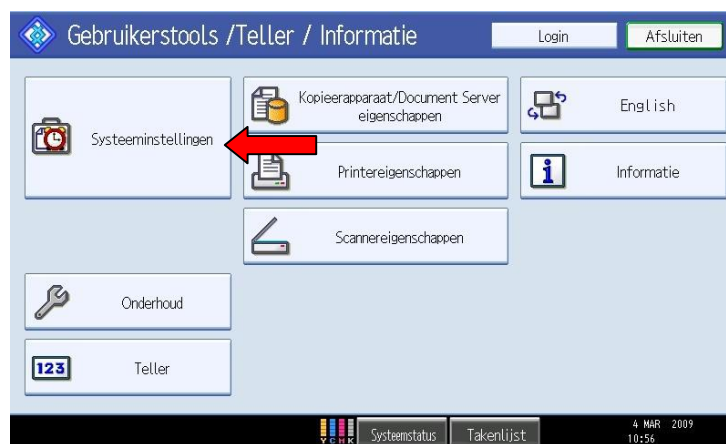 Gebruikerstools /Teller / Informatie
Login
Afsluiten
Systeeminstellingen
Kopieerapparaat/Document Server
eigenschappen
English
Printereigenschappen
Informatie
Scannereigenschappen
Onderhoud
123
Teller
Y C M K
Systeemstatus
Takenlijst
4 MAR 2009
10:56